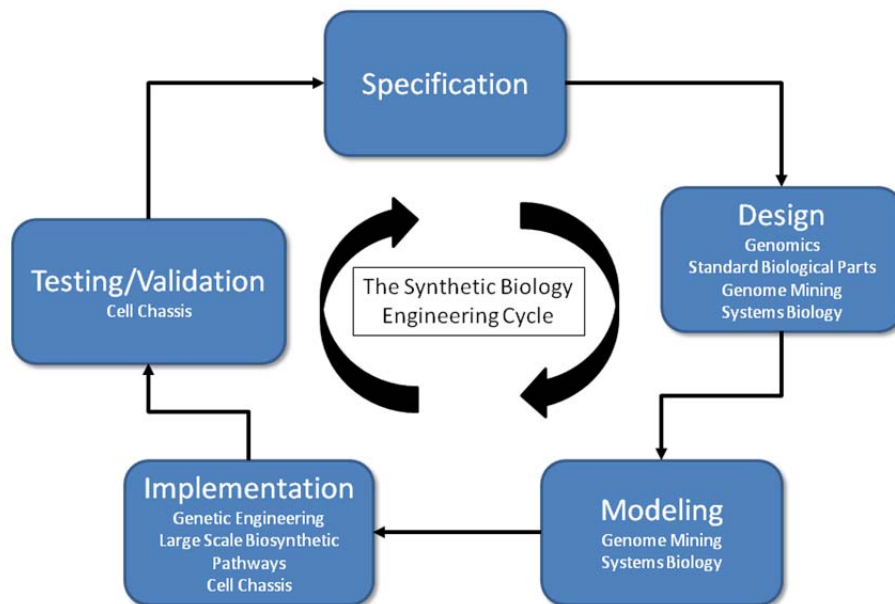 Specification
Design
Genomics
Standard Biological Parts
Genome Mining
Systems Biology
Testing/Validation
Cell Chassis
The Synthetic Biology
Engineering Cycle
Implementation
Genetic Engineering
Large Scale Biosynthetic
Pathways
Cell Chassis
Modeling
Genome Mining
Systems Biology